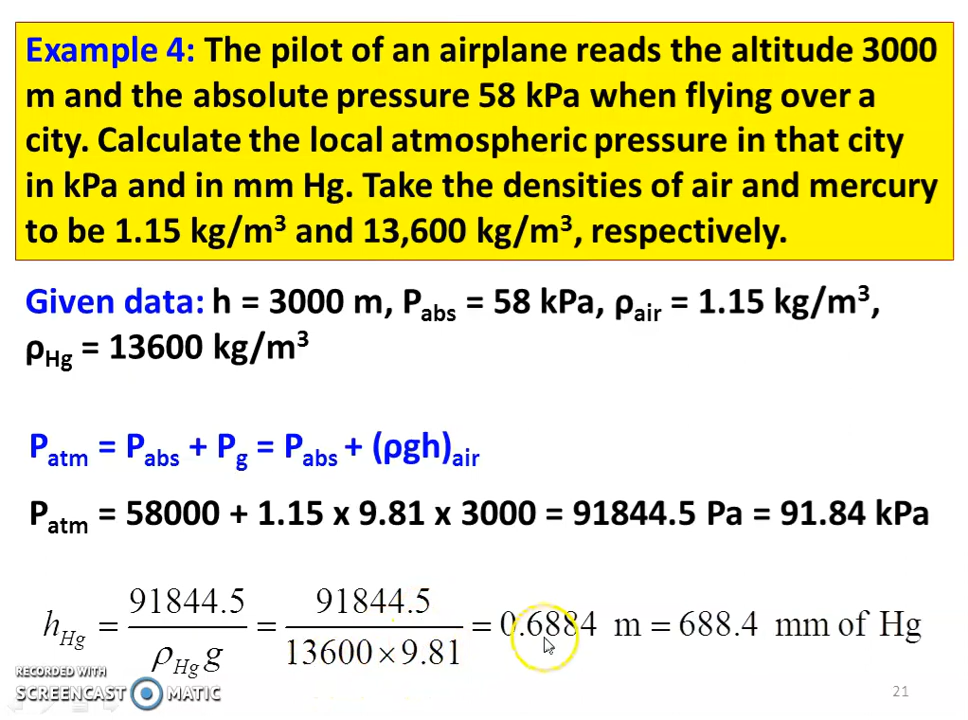 Example 4: The pilot of an airplane reads the altitude 3000
m and the absolute pressure 58 kPa when flying over a
city. Calculate the local atmospheric pressure in that city
in kPa and in mm Hg. Take the densities of air and mercury
to be 1.15 kg/m³ and 13,600 kg/m³, respectively.
Given data: h = 3000 m, P_abs = 58 kPa, ρ_air = 1.15 kg/m³,
ρ_Hg = 13600 kg/m³
P_atm = P_abs + P_g = P_abs + (ρgh)_air
P_atm = 58000 + 1.15 x 9.81 x 3000 = 91844.5 Pa = 91.84 kPa
h_Hg = 91844.5 / ρ_Hg g = 91844.5 / 13600 × 9.81 = 0.6884 m = 688.4 mm of Hg
RECORDED WITH
SCREENCAST MATIC
21